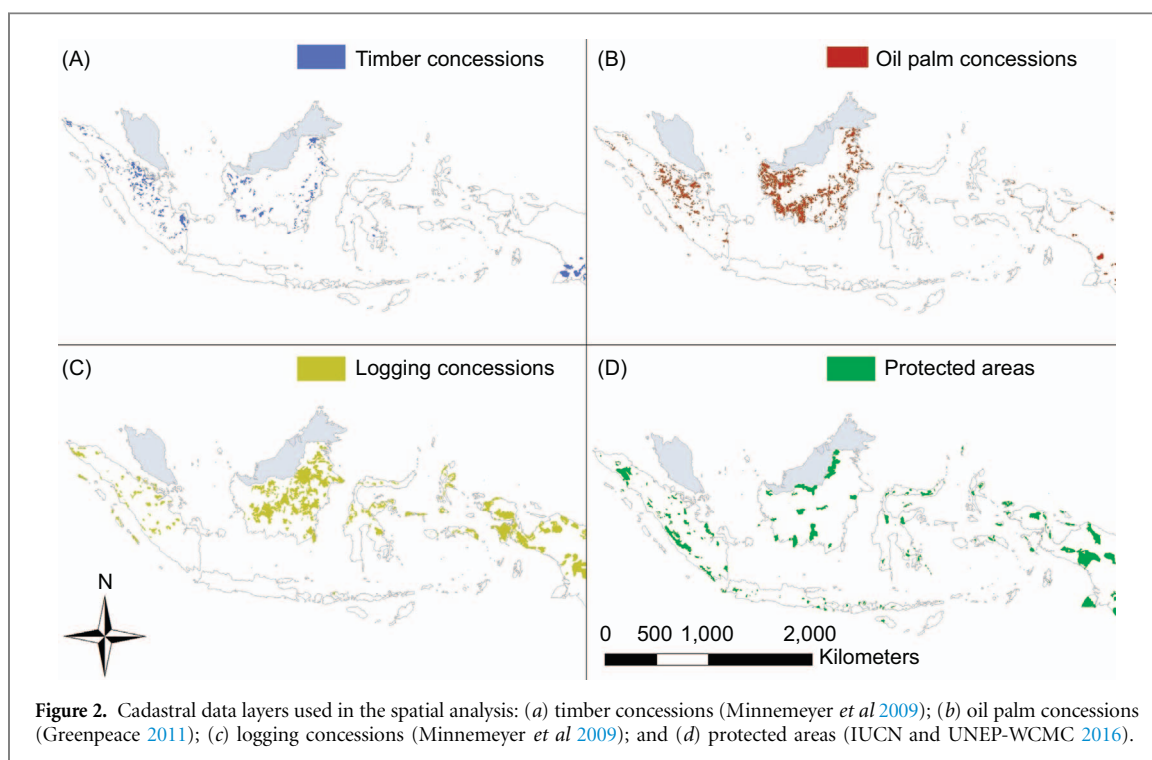 (A) Timber concessions
(B) Oil palm concessions
(C) Logging concessions
N
(D) Protected areas
0 500 1,000 2,000
Kilometers
Figure 2. Cadastral data layers used in the spatial analysis: (a) timber concessions (Minnemeyer et al 2009); (b) oil palm concessions
(Greenpeace 2011); (c) logging concessions (Minnemeyer et al 2009); and (d) protected areas (IUCN and UNEP-WCMC 2016).